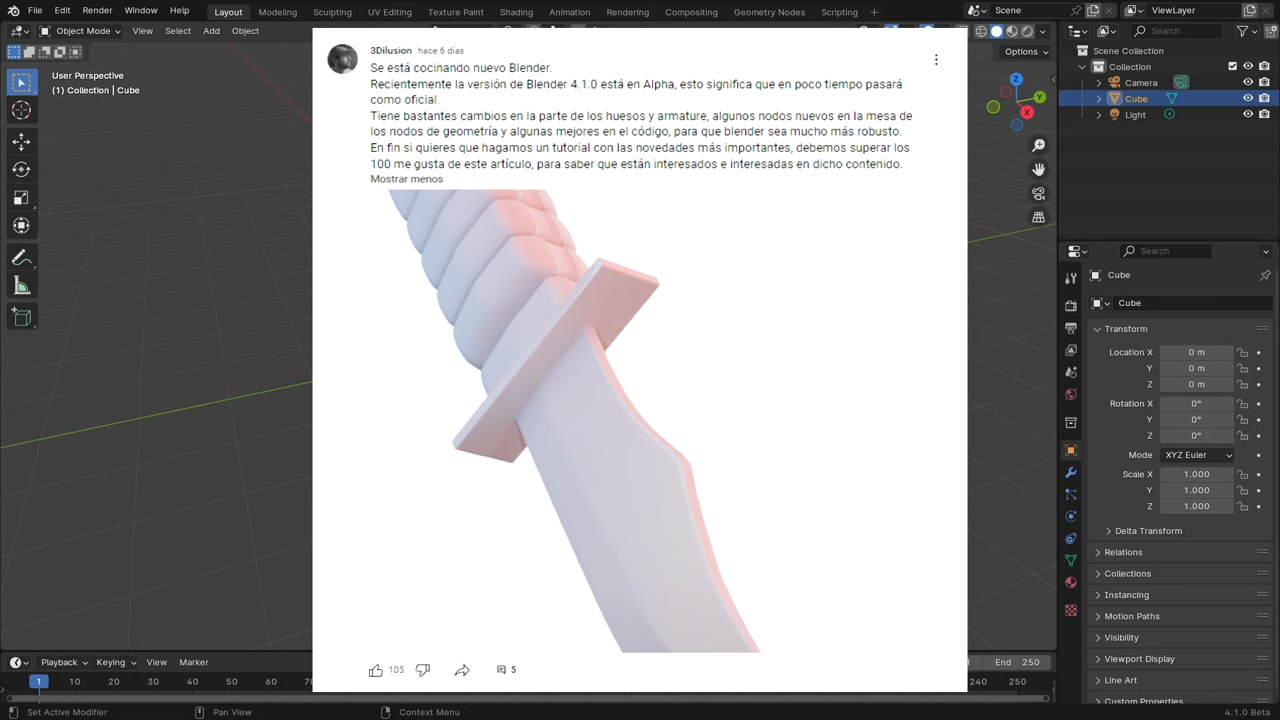 File Edit Render Window Help Layout Modeling Sculpting UV Editing Texture Paint Shading Animation Rendering Compositing Geometry Nodes Scripting + Scene ViewLayer
Object Mode View Select Add Object
Search
Options
User Perspective
(1) Collection | Cube
3Dilusion hace 6 días
Se está cocinando nuevo Blender.
Recientemente la versión de Blender 4.1.0 está en Alpha, esto significa que en poco tiempo pasará
como oficial.
Tiene bastantes cambios en la parte de los huesos y armature, algunos nodos nuevos en la mesa de
los nodos de geometría y algunas mejores en el código, para que blender sea mucho más robusto.
En fin si quieres que hagamos un tutorial con las novedades más importantes, debemos superar los
100 me gusta de este artículo, para saber que están interesados e interesadas en dicho contenido.
Mostrar menos
105 5
Z
Y
X
Scene Collection
Collection
Camera
Cube
Light
Search
Cube
Cube
Transform
Location X 0 m
Y 0 m
Z 0 m
Rotation X 0°
Y 0°
Z 0°
Mode XYZ Euler
Scale X 1.000
Y 1.000
Z 1.000
Delta Transform
Relations
Collections
Instancing
Motion Paths
Visibility
Viewport Display
Line Art
Custom Properties
Playback Keying View Marker
End 250
1 10 20 30 40 50 60 240 250
Set Active Modifier Pan View Context Menu 4.1.0 Beta